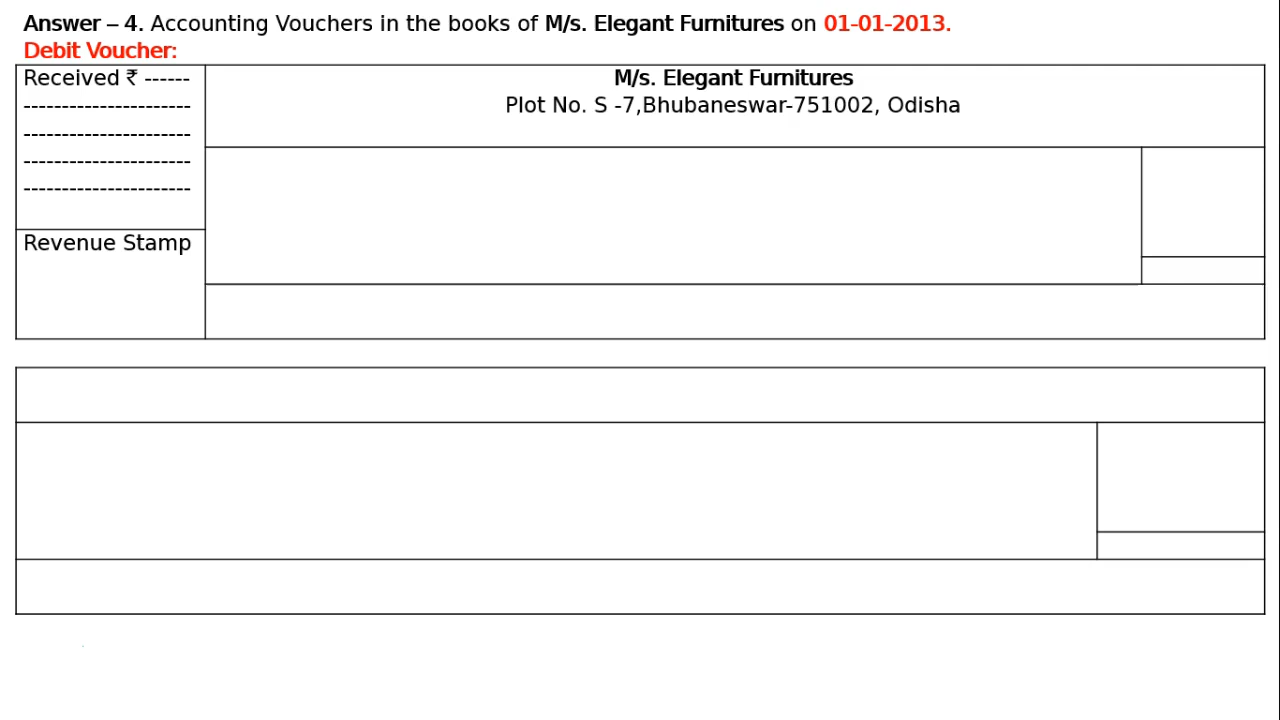 Answer – 4. Accounting Vouchers in the books of M/s. Elegant Furnitures on 01-01-2013.
Debit Voucher:
Received ₹ ------
----------------------
----------------------
----------------------
----------------------
Revenue Stamp
M/s. Elegant Furnitures
Plot No. S -7,Bhubaneswar-751002, Odisha